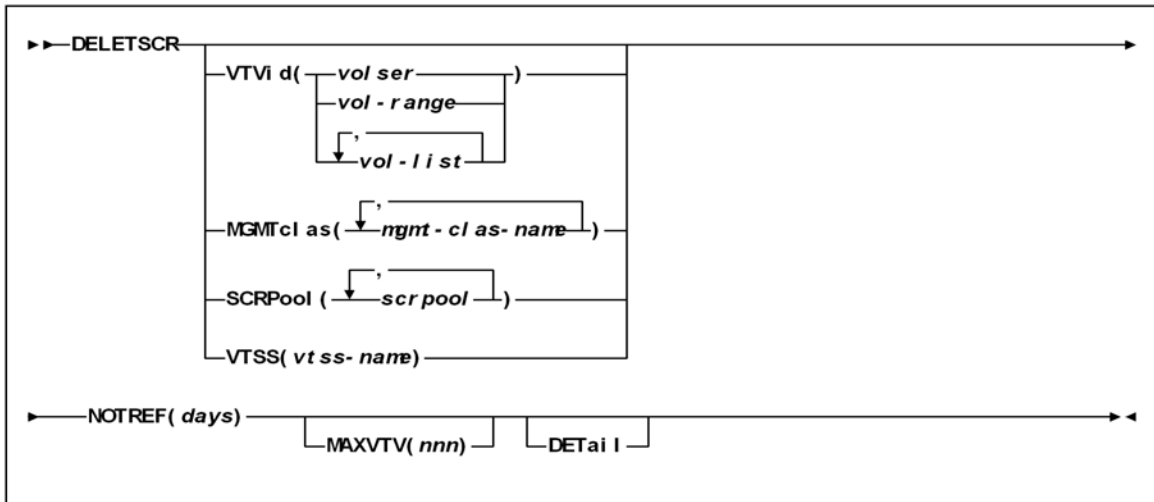 DELETSCR
VTVid( volser )
vol-range
,
vol-list
,
MGMTclas( mgmt-clas-name )
,
SCRPool( scrpool )
VTSS(vtss-name)
NOTREF(days)
MAXVTV(nnn) DETail